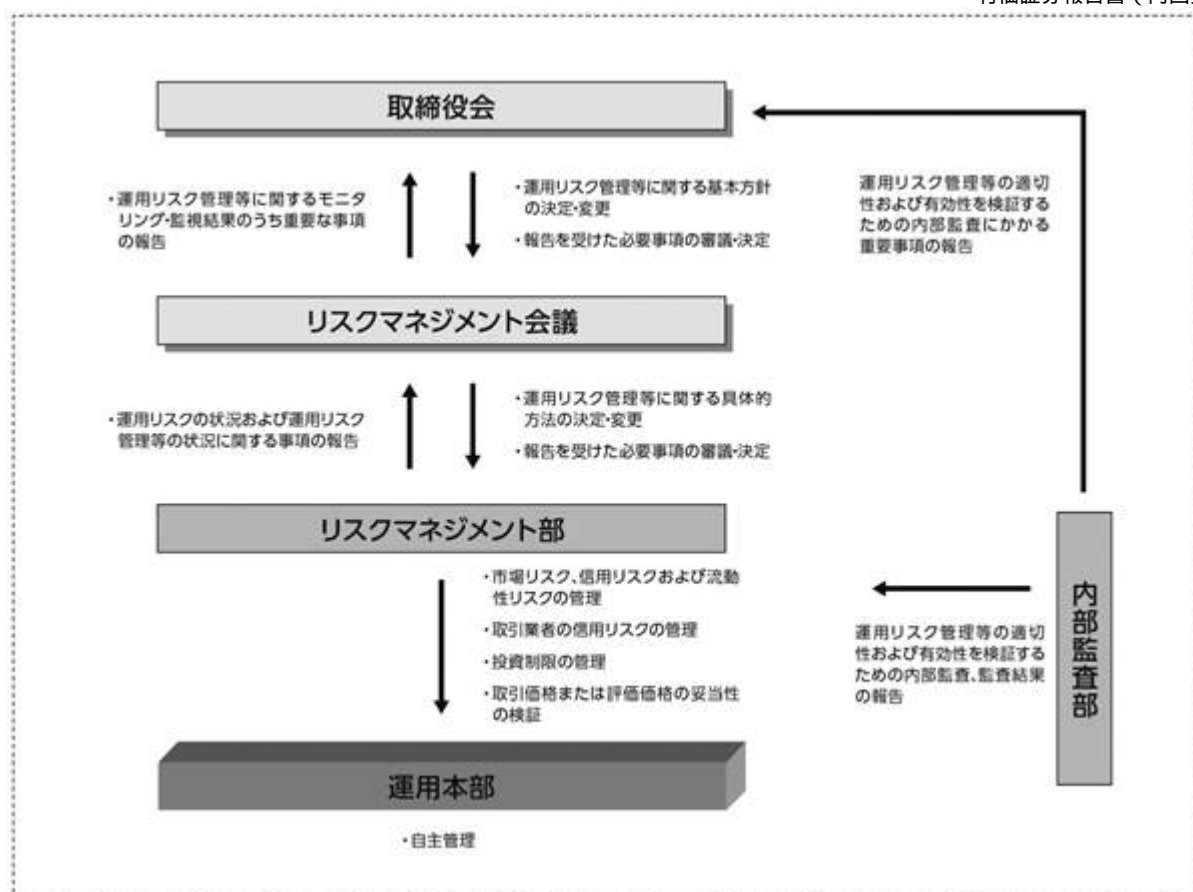 取締役会
・運用リスク管理等に関するモニタ
リング・監視結果のうち重要な事項
の報告
・運用リスク管理等に関する基本方針
の決定・変更
・報告を受けた必要事項の審議・決定
運用リスク管理等の適切
性および有効性を検証する
ための内部監査にかかる
重要事項の報告
リスクマネジメント会議
・運用リスクの状況および運用リスク
管理等の状況に関する事項の報告
・運用リスク管理等に関する具体的
方法の決定・変更
・報告を受けた必要事項の審議・決定
リスクマネジメント部
・市場リスク、信用リスクおよび流動
性リスクの管理
・取引業者の信用リスクの管理
・投資制限の管理
・取引価格または評価価格の妥当性
の検証
運用リスク管理等の適切
性および有効性を検証する
ための内部監査、監査結果
の報告
内部監査部
運用本部
・自主管理